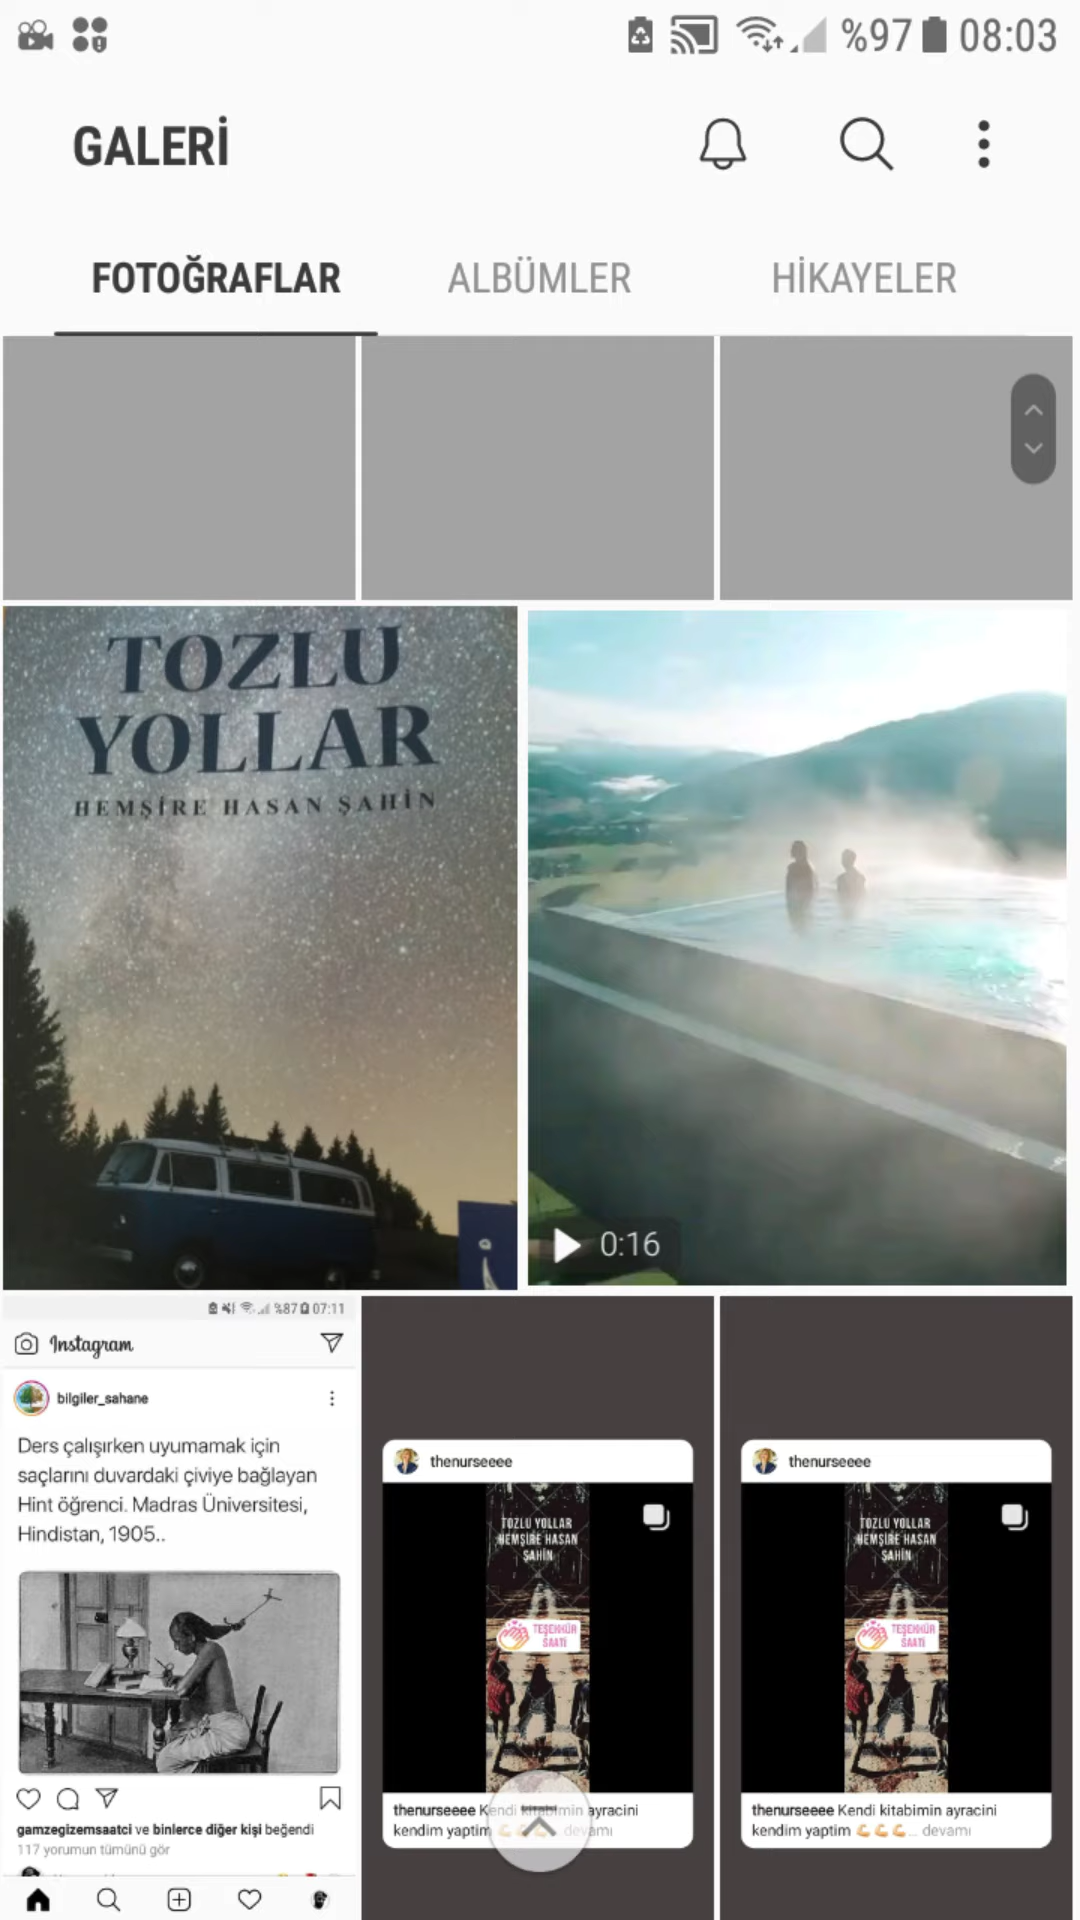 %97 08:03
GALERİ
FOTOĞRAFLAR ALBÜMLER HİKAYELER
TOZLU
YOLLAR
HEMŞİRE HASAN ŞAHİN
0:16
%87 07:11
Instagram
bilgiler_sahane
Ders çalışırken uyumamak için
saçlarını duvardaki çiviye bağlayan
Hint öğrenci. Madras Üniversitesi,
Hindistan, 1905..
gamzegizemsaatci ve binlerce diğer kişi beğendi
117 yorumun tümünü gör
thenurseeee
TOZLU YOLLAR
HEMŞİRE HASAN
ŞAHİN
TEŞEKKÜR
SAATİ
thenurseeee Kendi kitabimin ayracini
kendim yaptim 💪💪💪... devamı
thenurseeee
TOZLU YOLLAR
HEMŞİRE HASAN
ŞAHİN
TEŞEKKÜR
SAATİ
thenurseeee Kendi kitabimin ayracini
kendim yaptim 💪💪💪... devamı